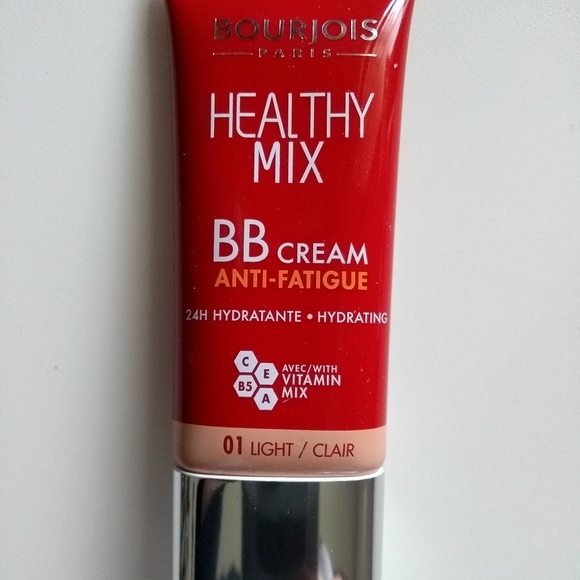 BOURJOIS
PARIS
HEALTHY
MIX
BB CREAM
ANTI-FATIGUE
24H HYDRATANTE • HYDRATING
C
E
B5
A
AVEC/WITH
VITAMIN
MIX
01 LIGHT / CLAIR